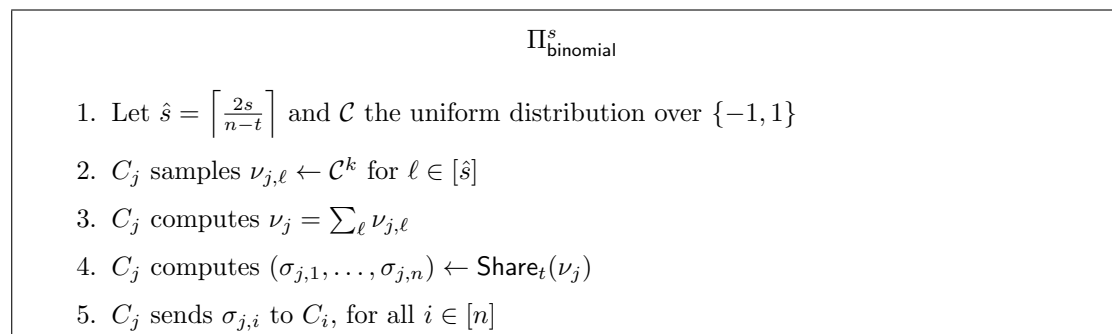 Π^s_binomial
1. Let ŝ = ⌈2s/(n−t)⌉ and 𝒞 the uniform distribution over {−1, 1}
2. C_j samples ν_{j,ℓ} ← 𝒞^k for ℓ ∈ [ŝ]
3. C_j computes ν_j = ∑_ℓ ν_{j,ℓ}
4. C_j computes (σ_{j,1}, . . . , σ_{j,n}) ← Share_t(ν_j)
5. C_j sends σ_{j,i} to C_i, for all i ∈ [n]